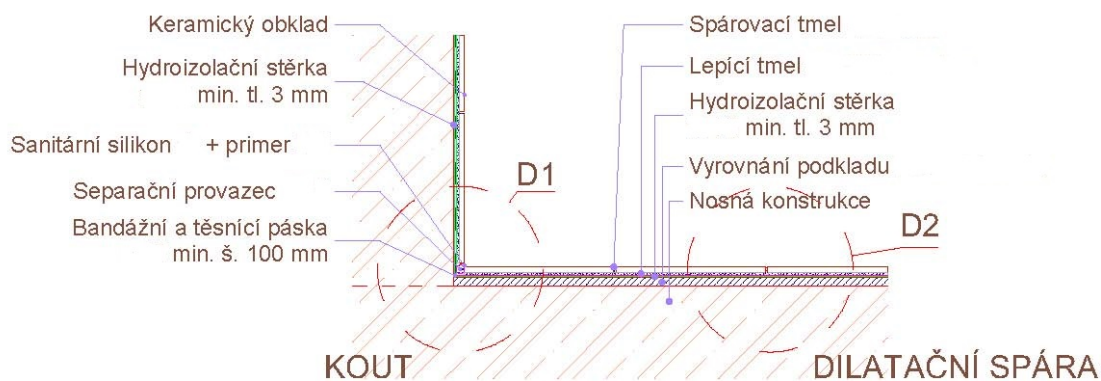 Keramický obklad
Hydroizolační stěrka
min. tl. 3 mm
Sanitární silikon + primer
Separační provazec
Bandážní a těsnící páska
min. š. 100 mm
D1
Spárovací tmel
Lepící tmel
Hydroizolační stěrka
min. tl. 3 mm
Vyrovnání podkladu
Nosná konstrukce
D2
KOUT
DILATAČNÍ SPÁRA